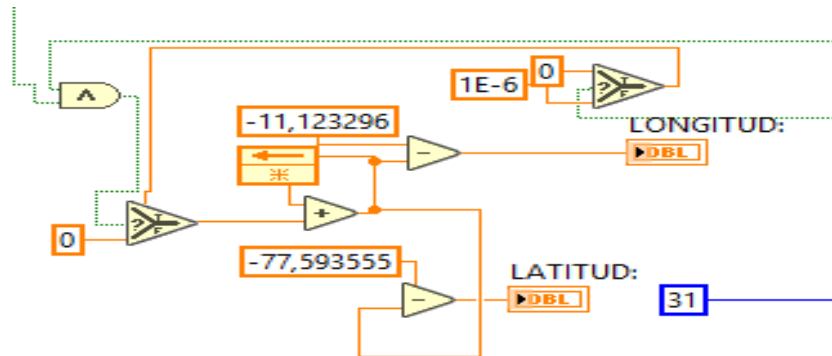 0
1E-6
-11,123296
LONGITUD:
DBL
?
T
F
-
+
0
-77,593555
LATITUD:
DBL
-
31